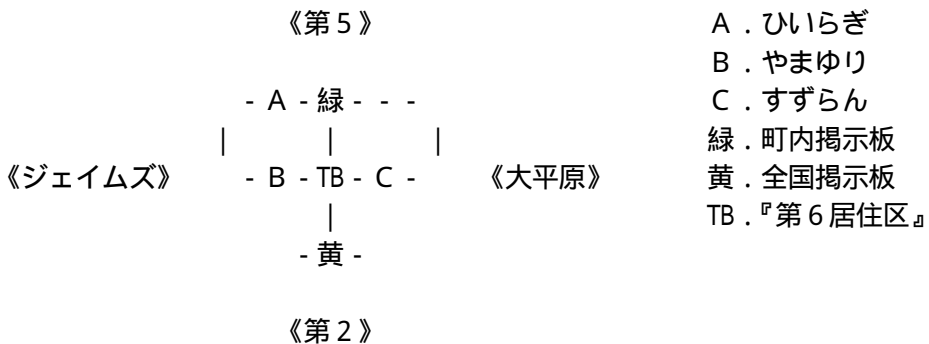 《第5》
A.ひいらぎ
B.やまゆり
- A - 緑 - - -
C.すずらん
| | |
緑.町内掲示板
《ジェイムズ》 - B - TB - C - 《大平原》
黄.全国掲示板
|
TB.『第6居住区』
- 黄 -
《第2》